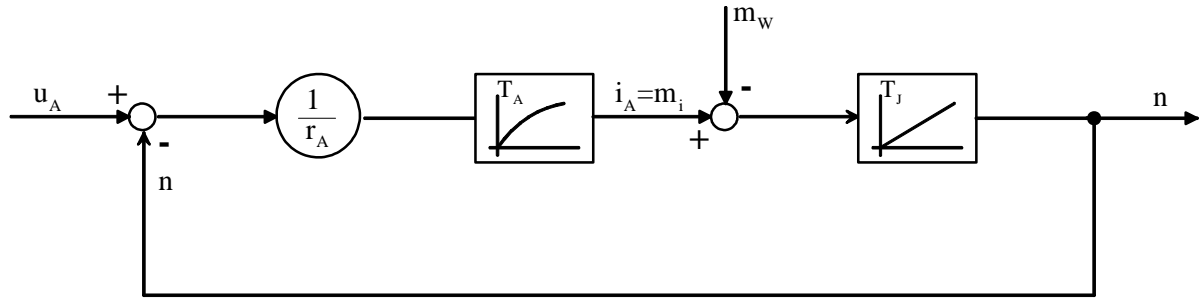 m_W
u_A
+
-
n
1
r_A
T_A
i_A=m_i
+
-
T_J
n